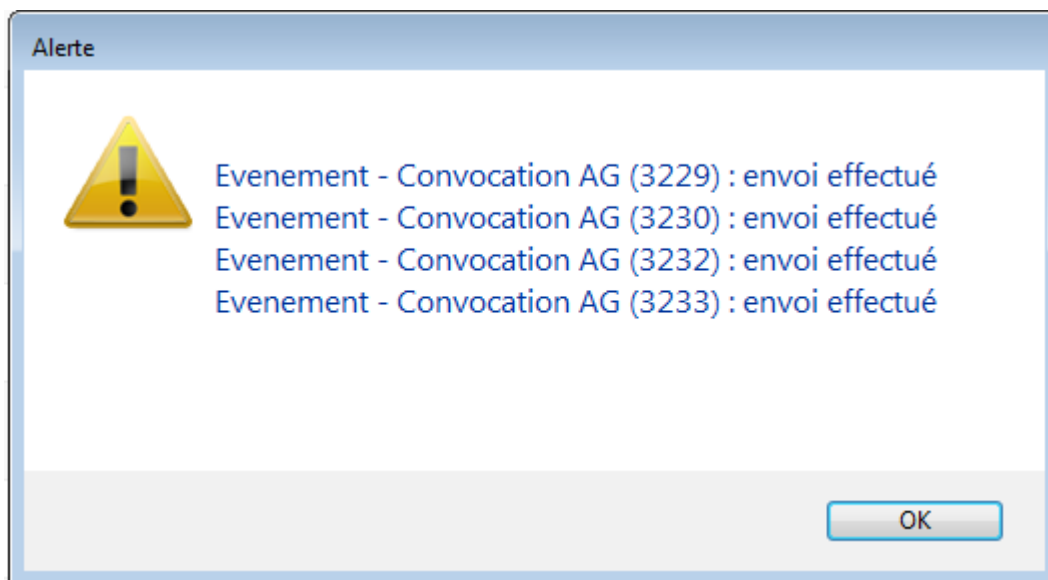 Alerte
Evenement - Convocation AG (3229) : envoi effectué
Evenement - Convocation AG (3230) : envoi effectué
Evenement - Convocation AG (3232) : envoi effectué
Evenement - Convocation AG (3233) : envoi effectué
OK